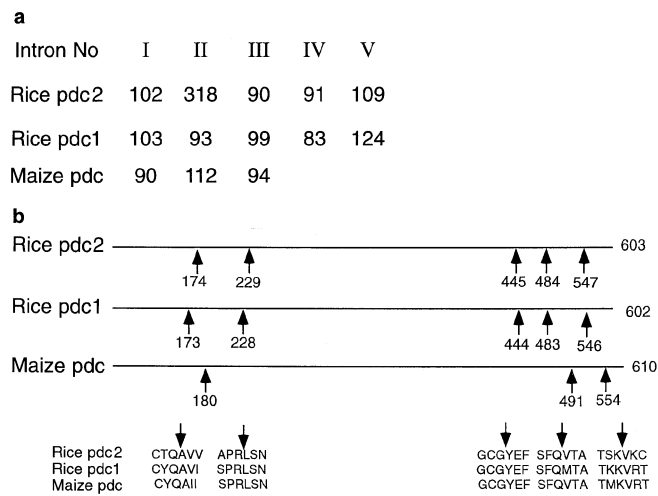 a
Intron No I II III IV V
Rice pdc2 102 318 90 91 109
Rice pdc1 103 93 99 83 124
Maize pdc 90 112 94
b
Rice pdc2 603
174 229 445 484 547
Rice pdc1 602
173 228 444 483 546
Maize pdc 610
180 491 554
Rice pdc2 CTQAVV APRLSN GCGYEF SFQVTA TSKVKC
Rice pdc1 CYQAVI SPRLSN GCGYEF SFQMTA TKKVRT
Maize pdc CYQAII SPRLSN GCGYEF SFQVTA TMKVRT